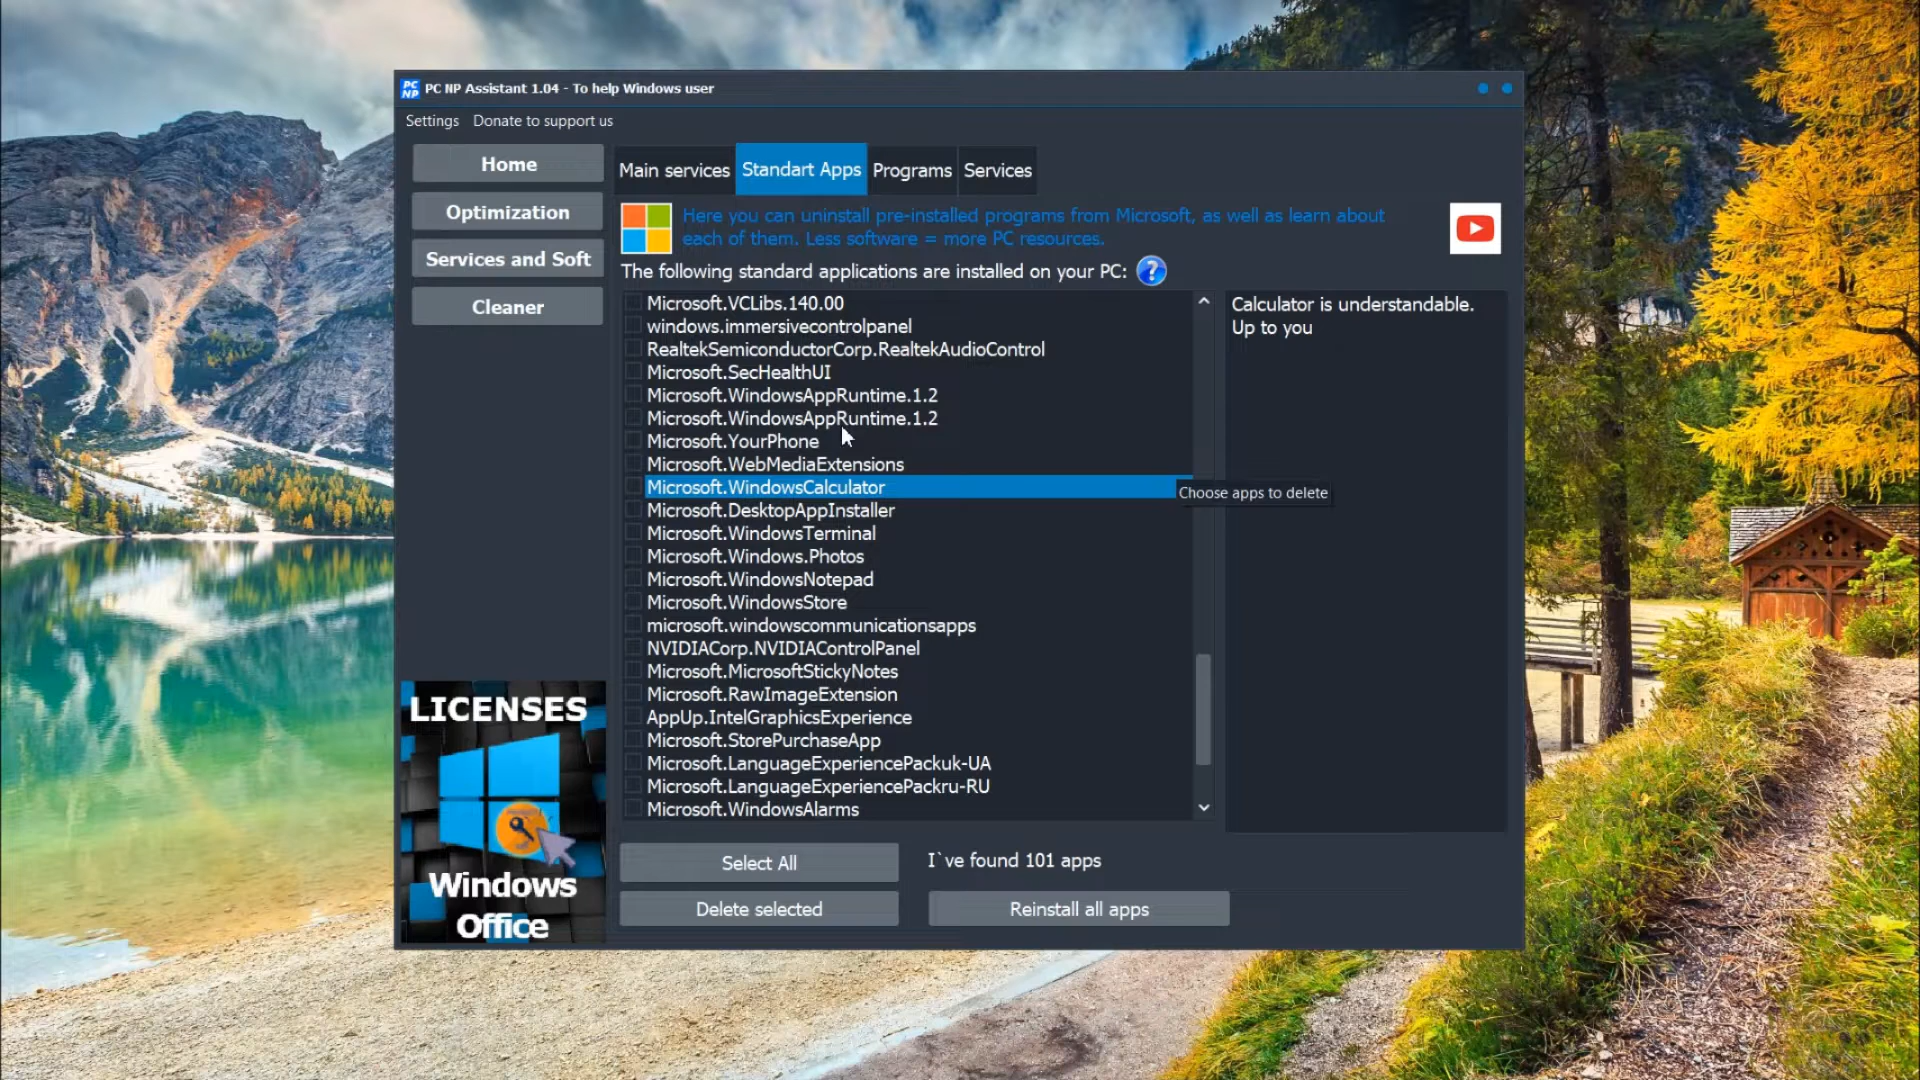 PC NP
PC NP Assistant 1.04 - To help Windows user
Settings Donate to support us
Home
Optimization
Services and Soft
Cleaner
Main services Standart Apps Programs Services
Here you can uninstall pre-installed programs from Microsoft, as well as learn about
each of them. Less software = more PC resources.
The following standard applications are installed on your PC: ?
Microsoft.VCLibs.140.00
windows.immersivecontrolpanel
RealtekSemiconductorCorp.RealtekAudioControl
Microsoft.SecHealthUI
Microsoft.WindowsAppRuntime.1.2
Microsoft.WindowsAppRuntime.1.2
Microsoft.YourPhone
Microsoft.WebMediaExtensions
Microsoft.WindowsCalculator
Microsoft.DesktopAppInstaller
Microsoft.WindowsTerminal
Microsoft.Windows.Photos
Microsoft.WindowsNotepad
Microsoft.WindowsStore
microsoft.windowscommunicationsapps
NVIDIACorp.NVIDIAControlPanel
Microsoft.MicrosoftStickyNotes
Microsoft.RawImageExtension
AppUp.IntelGraphicsExperience
Microsoft.StorePurchaseApp
Microsoft.LanguageExperiencePackuk-UA
Microsoft.LanguageExperiencePackru-RU
Microsoft.WindowsAlarms
Calculator is understandable.
Up to you
Choose apps to delete
LICENSES
Windows
Office
Select All
I`ve found 101 apps
Delete selected
Reinstall all apps